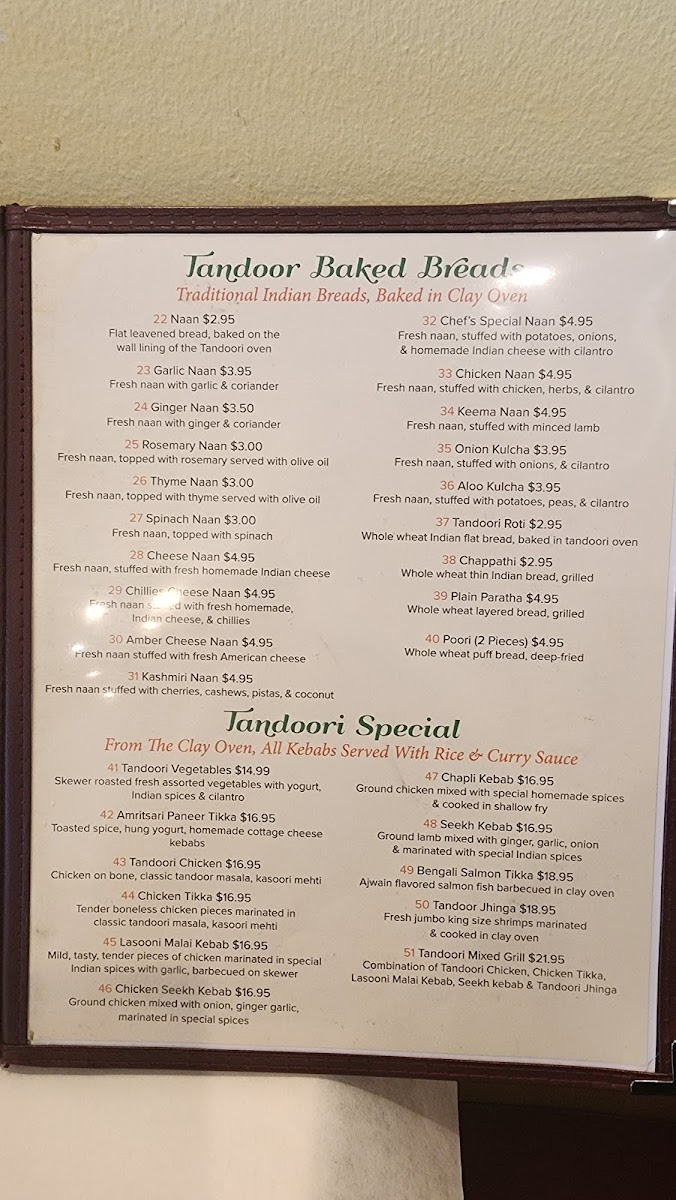 Tandoor Baked Breads
Traditional Indian Breads, Baked in Clay Oven
22 Naan $2.95
Flat leavened bread, baked on the
wall lining of the Tandoori oven
23 Garlic Naan $3.95
Fresh naan with garlic & coriander
24 Ginger Naan $3.50
Fresh naan with ginger & coriander
25 Rosemary Naan $3.00
Fresh naan, topped with rosemary served with olive oil
26 Thyme Naan $3.00
Fresh naan, topped with thyme served with olive oil
27 Spinach Naan $3.00
Fresh naan, topped with spinach
28 Cheese Naan $4.95
Fresh naan, stuffed with fresh homemade Indian cheese
29 Chillies Cheese Naan $4.95
Fresh naan stuffed with fresh homemade,
Indian cheese, & chillies
30 Amber Cheese Naan $4.95
Fresh naan stuffed with fresh American cheese
31 Kashmiri Naan $4.95
Fresh naan stuffed with cherries, cashews, pistas, & coconut
32 Chef's Special Naan $4.95
Fresh naan, stuffed with potatoes, onions,
& homemade Indian cheese with cilantro
33 Chicken Naan $4.95
Fresh naan, stuffed with chicken, herbs, & cilantro
34 Keema Naan $4.95
Fresh naan, stuffed with minced lamb
35 Onion Kulcha $3.95
Fresh naan, stuffed with onions, & cilantro
36 Aloo Kulcha $3.95
Fresh naan, stuffed with potatoes, peas, & cilantro
37 Tandoori Roti $2.95
Whole wheat Indian flat bread, baked in tandoori oven
38 Chappathi $2.95
Whole wheat thin Indian bread, grilled
39 Plain Paratha $4.95
Whole wheat layered bread, grilled
40 Poori (2 Pieces) $4.95
Whole wheat puff bread, deep-fried
Tandoori Special
From The Clay Oven, All Kebabs Served With Rice & Curry Sauce
41 Tandoori Vegetables $14.99
Skewer roasted fresh assorted vegetables with yogurt,
Indian spices & cilantro
42 Amritsari Paneer Tikka $16.95
Toasted spice, hung yogurt, homemade cottage cheese
kebabs
43 Tandoori Chicken $16.95
Chicken on bone, classic tandoor masala, kasoori mehti
44 Chicken Tikka $16.95
Tender boneless chicken pieces marinated in
classic tandoori masala, kasoori mehti
45 Lasooni Malai Kebab $16.95
Mild, tasty, tender pieces of chicken marinated in special
Indian spices with garlic, barbecued on skewer
46 Chicken Seekh Kebab $16.95
Ground chicken mixed with onion, ginger garlic,
marinated in special spices
47 Chapli Kebab $16.95
Ground chicken mixed with special homemade spices
& cooked in shallow fry
48 Seekh Kebab $16.95
Ground lamb mixed with ginger, garlic, onion
& marinated with special Indian spices
49 Bengali Salmon Tikka $18.95
Ajwain flavored salmon fish barbecued in clay oven
50 Tandoor Jhinga $18.95
Fresh jumbo king size shrimps marinated
& cooked in clay oven
51 Tandoori Mixed Grill $21.95
Combination of Tandoori Chicken, Chicken Tikka,
Lasooni Malai Kebab, Seekh kebab & Tandoori Jhinga